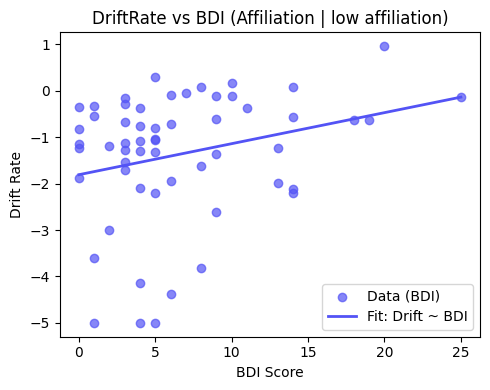 DriftRate vs BDI (Affiliation | low affiliation)
Drift Rate
1
0
−1
−2
−3
−4
−5
Data (BDI)
Fit: Drift ~ BDI
0
5
10
15
20
25
BDI Score